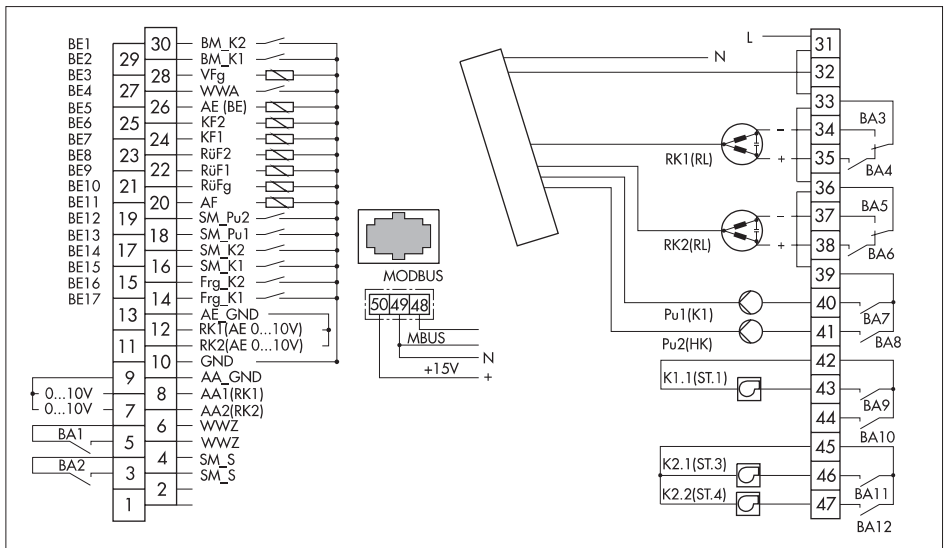 BE1 30 BM_K2
BE2 29 BM_K1
BE3 28 VFg
BE4 27 WWA
BE5 26 AE (BE)
BE6 25 KF2
BE7 24 KF1
BE8 23 RüF2
BE9 22 RüF1
BE10 21 RüFg
BE11 20 AF
BE12 19 SM_Pu2
BE13 18 SM_Pu1
BE14 17 SM_K2
BE15 16 SM_K1
BE16 15 Frg_K2
BE17 14 Frg_K1
13 AE_GND
12 RK1(AE 0...10V)
11 RK2(AE 0...10V)
10 GND
9 AA_GND
0...10V 8 AA1(RK1)
0...10V 7 AA2(RK2)
6 WWZ
BA1 5 WWZ
4 SM_S
BA2 3 SM_S
2
1
MODBUS
50 49 48
MBUS
N
+15V +
L 31
N
32
33
BA3
- 34 -
RK1(RL) + 35
BA4
36
BA5
- 37 -
RK2(RL) + 38
BA6
39
40
Pu1(K1) BA7
41
Pu2(HK) BA8
42
K1.1(ST.1) 43
BA9
44
BA10
45
K2.1(ST.3) 46
BA11
K2.2(ST.4) 47
BA12